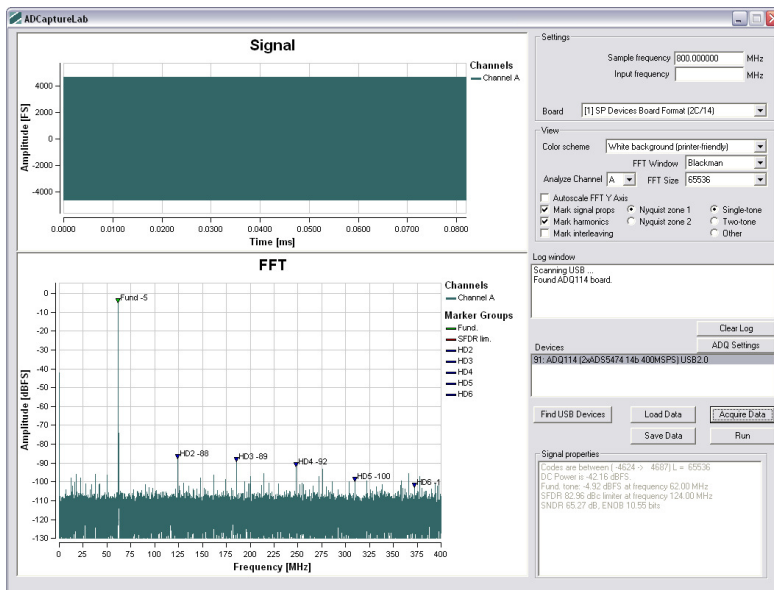 ADCaptureLab
Signal
Amplitude [FS]
4000
2000
0
-2000
-4000
0.0000 0.0100 0.0200 0.0300 0.0400 0.0500 0.0600 0.0700 0.0800
Time [ms]
Channels
Channel A
FFT
Amplitude [dBFS]
0
-10
-20
-30
-40
-50
-60
-70
-80
-90
-100
-110
-120
-130
Fund -5
HD2 -88
HD3 -89
HD4 -92
HD5 -100
HD6 -1
0 25 50 75 100 125 150 175 200 225 250 275 300 325 350 375 400
Frequency [MHz]
Channels
Channel A
Marker Groups
Fund.
SFDR lim.
HD2
HD3
HD4
HD5
HD6
Settings
Sample frequency 800.000000 MHz
Input frequency MHz
Board [1] SP Devices Board Format (2C/14)
View
Color scheme White background (printer-friendly)
FFT Window Blackman
Analyze Channel A FFT Size 65536
Autoscale FFT Y Axis
Mark signal props Nyquist zone 1 Single-tone
Mark harmonics Nyquist zone 2 Two-tone
Mark interleaving Other
Log window
Scanning USB ...
Found ADQ114 board.
Clear Log
Devices ADQ Settings
91: ADQ114 (2xADS5474 14b 400MSPS) USB2.0
Find USB Devices Load Data Acquire Data
Save Data Run
Signal properties
Codes are between ( -4624 -> 4687) L = 65536
DC Power is -42.16 dBFS.
Fund. tone: -4.92 dBFS at frequency 62.00 MHz
SFDR 82.96 dBc limiter at frequency 124.00 MHz
SNDR 65.27 dB, ENOB 10.55 bits